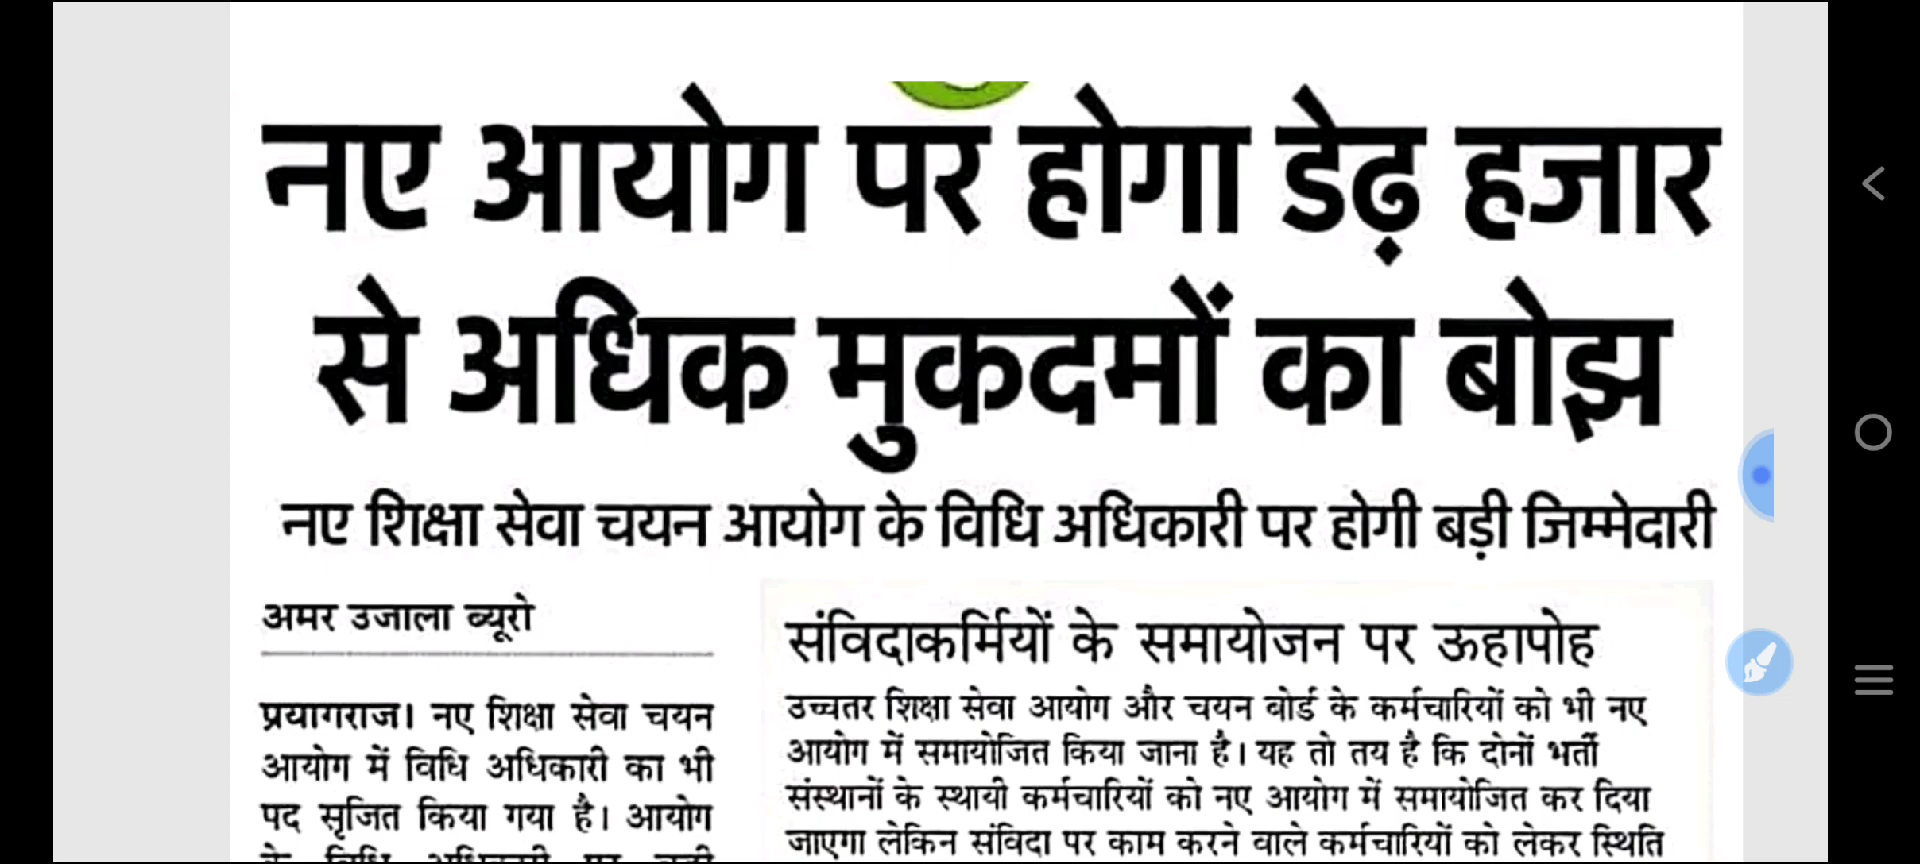 नए आयोग पर होगा डेढ़ हजार
से अधिक मुकदमों का बोझ
नए शिक्षा सेवा चयन आयोग के विधि अधिकारी पर होगी बड़ी जिम्मेदारी
अमर उजाला ब्यूरो
प्रयागराज। नए शिक्षा सेवा चयन
आयोग में विधि अधिकारी का भी
पद सृजित किया गया है। आयोग
संविदाकर्मियों के समायोजन पर ऊहापोह
उच्चतर शिक्षा सेवा आयोग और चयन बोर्ड के कर्मचारियों को भी नए
आयोग में समायोजित किया जाना है। यह तो तय है कि दोनों भर्ती
संस्थानों के स्थायी कर्मचारियों को नए आयोग में समायोजित कर दिया
जाएगा लेकिन संविदा पर काम करने वाले कर्मचारियों को लेकर स्थिति